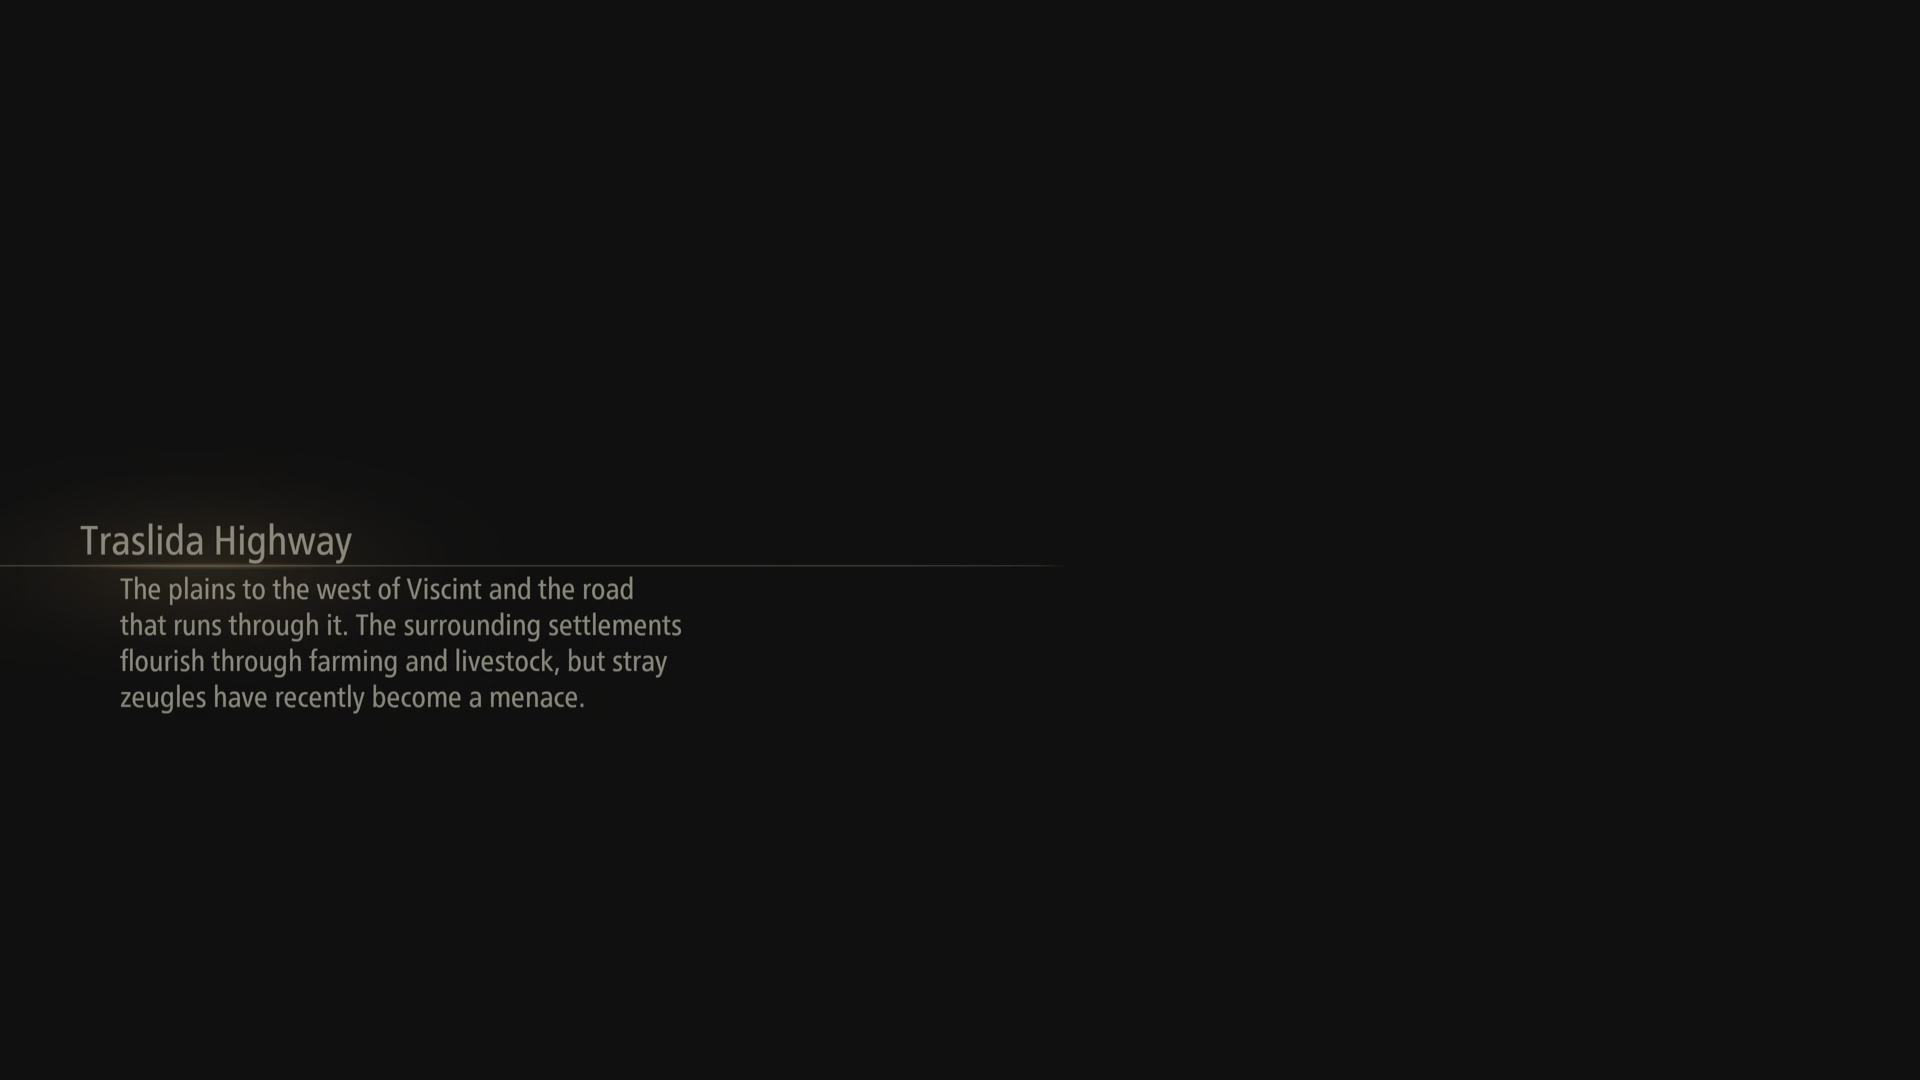 Traslida Highway
The plains to the west of Viscint and the road
that runs through it. The surrounding settlements
flourish through farming and livestock, but stray
zeugles have recently become a menace.